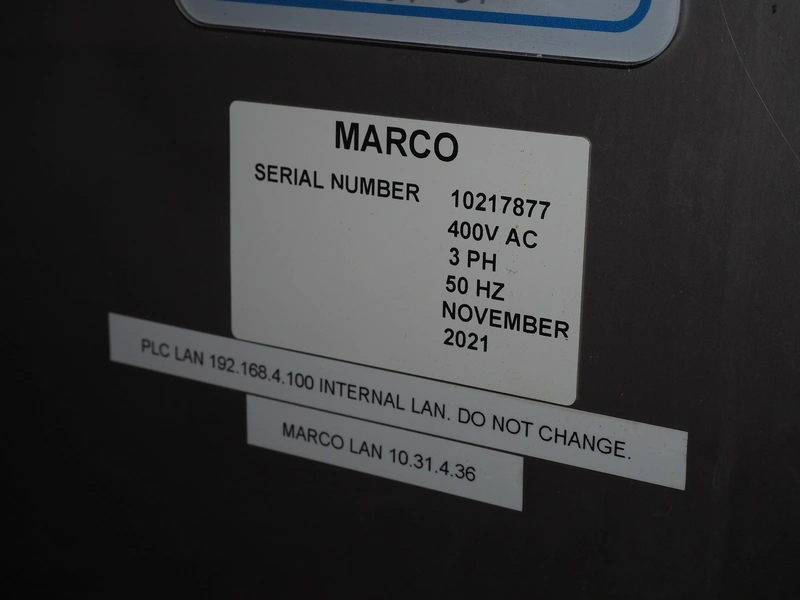 MARCO
SERIAL NUMBER 10217877
400V AC
3 PH
50 HZ
NOVEMBER
2021
PLC LAN 192.168.4.100 INTERNAL LAN. DO NOT CHANGE.
MARCO LAN 10.31.4.36